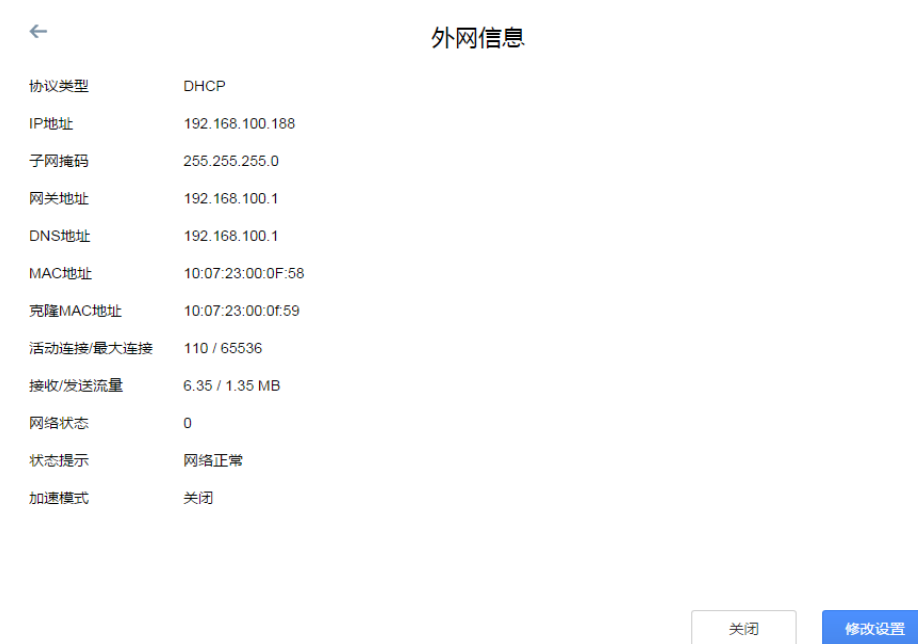 外网信息
协议类型 DHCP
IP地址 192.168.100.188
子网掩码 255.255.255.0
网关地址 192.168.100.1
DNS地址 192.168.100.1
MAC地址 10:07:23:00:0F:58
克隆MAC地址 10:07:23:00:0f:59
活动连接/最大连接 110 / 65536
接收/发送流量 6.35 / 1.35 MB
网络状态 0
状态提示 网络正常
加速模式 关闭
关闭 修改设置